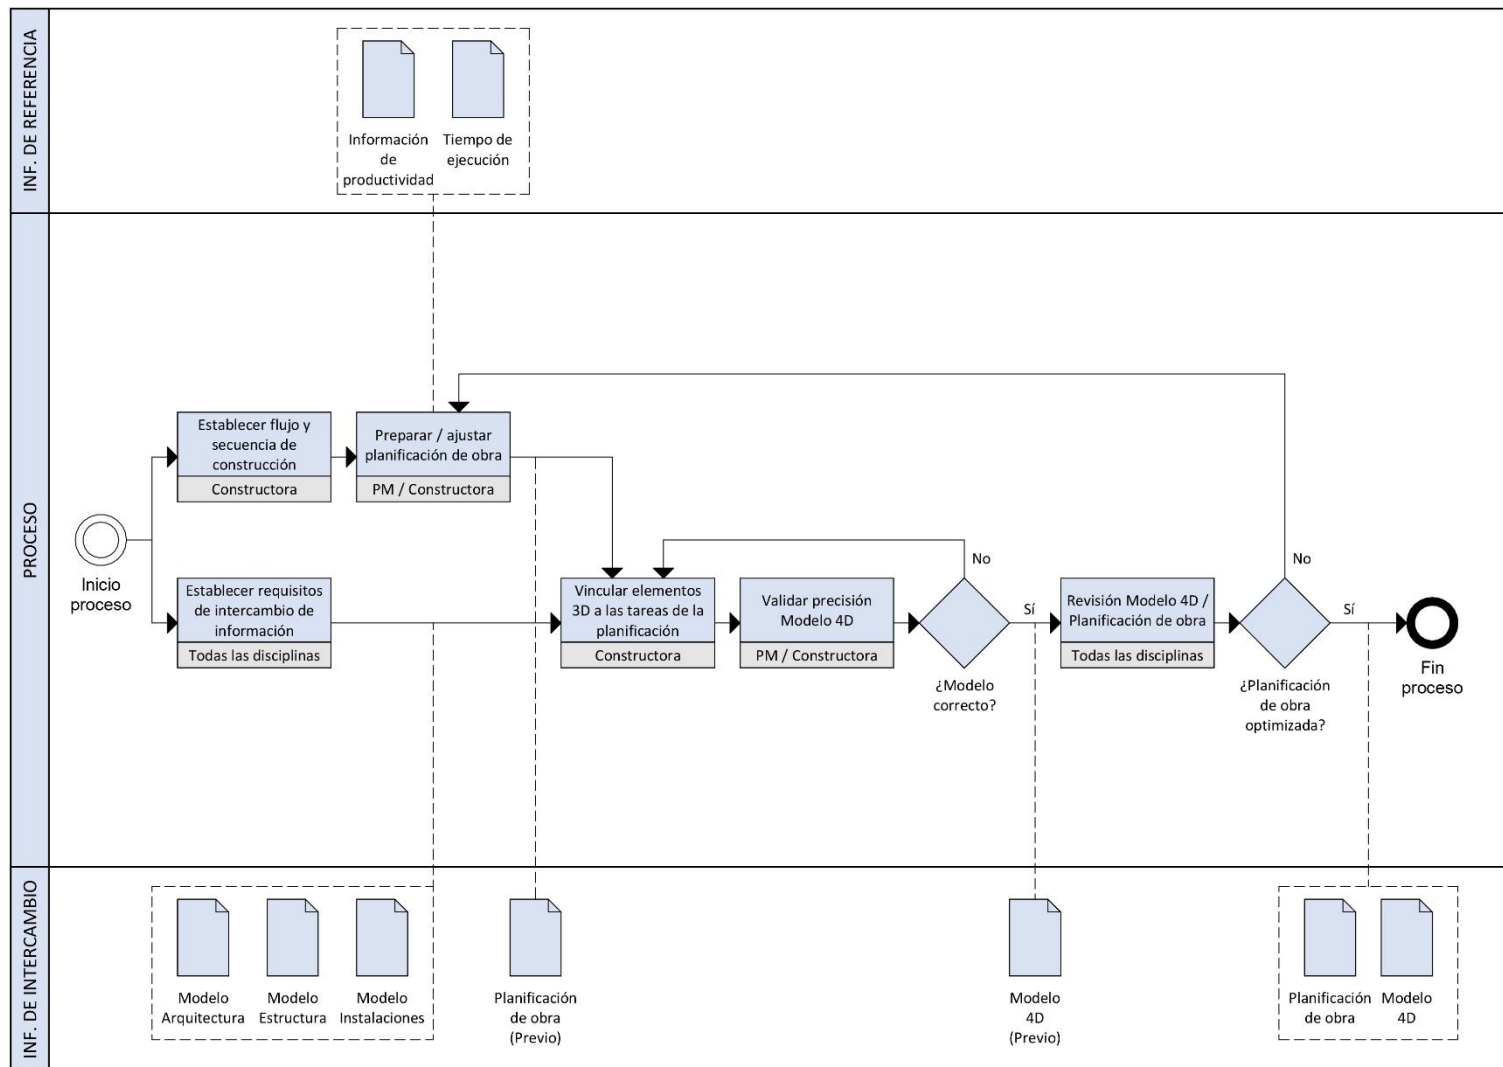 INF. DE REFERENCIA
Información
de
productividad
Tiempo de
ejecución
PROCESO
Inicio
proceso
Establecer flujo y
secuencia de
construcción
Constructora
Preparar / ajustar
planificación de obra
PM / Constructora
Establecer requisitos
de intercambio de
información
Todas las disciplinas
Vincular elementos
3D a las tareas de la
planificación
Constructora
Validar precisión
Modelo 4D
PM / Constructora
No
Sí
¿Modelo
correcto?
Revisión Modelo 4D /
Planificación de obra
Todas las disciplinas
No
Sí
¿Planificación
de obra
optimizada?
Fin
proceso
INF. DE INTERCAMBIO
Modelo
Arquitectura
Modelo
Estructura
Modelo
Instalaciones
Planificación
de obra
(Previo)
Modelo
4D
(Previo)
Planificación
de obra
Modelo
4D